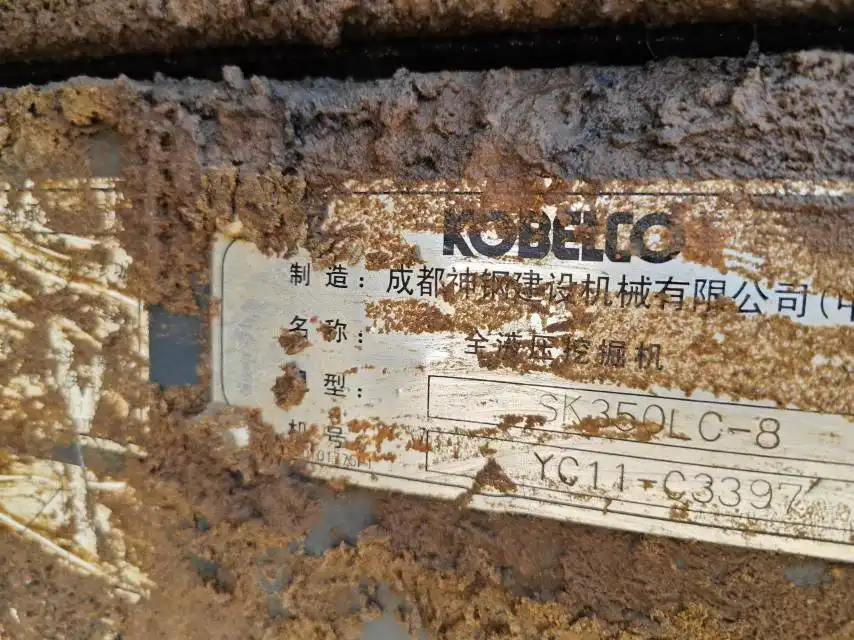 KOBELCO
制造：成都神钢建设机械有限公司(中
名称：全液压挖掘机
型：SK350LC-8
机号 YC11-C3397